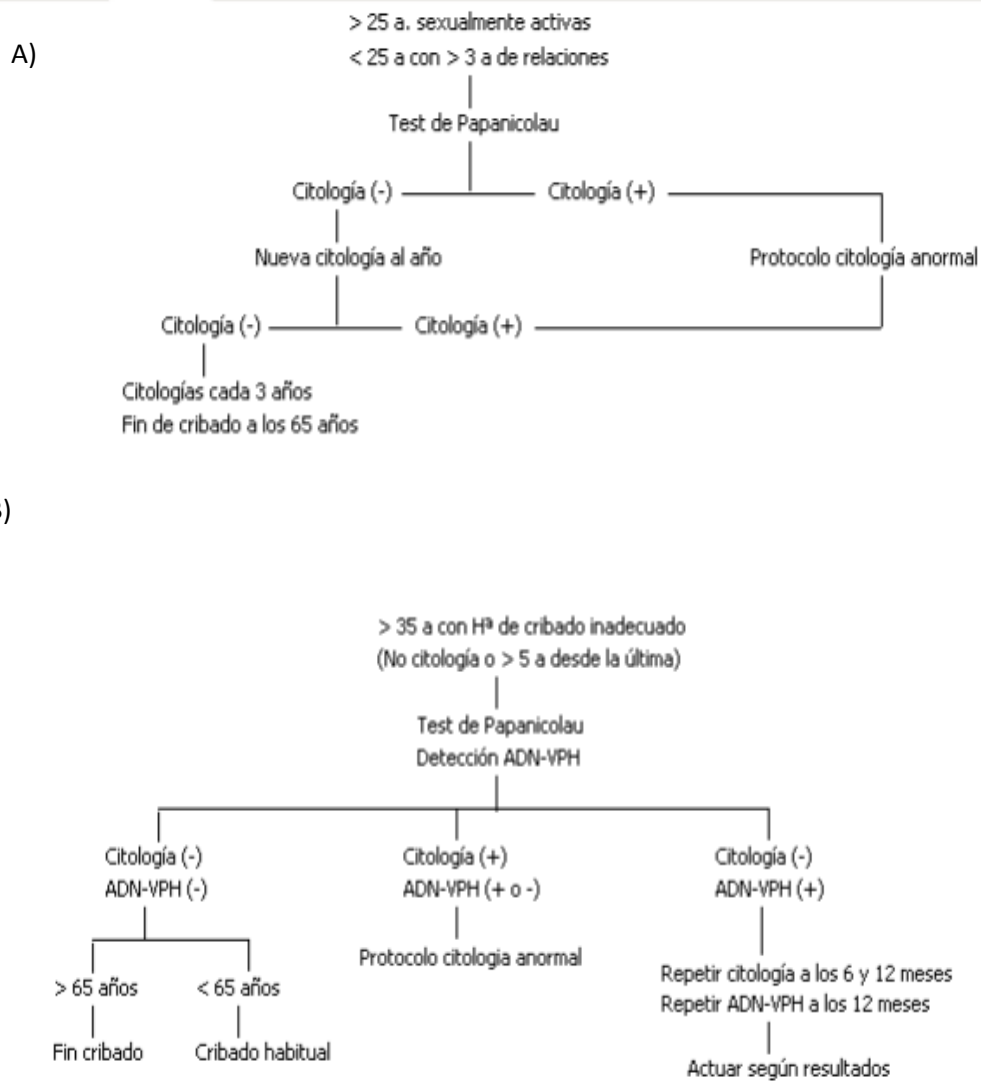 > 25 a. sexualmente activas
A)
< 25 a con > 3 a de relaciones
Test de Papanicolau
Citología (-) Citología (+)
Nueva citología al año Protocolo citología anormal
Citología (-) Citología (+)
Citologías cada 3 años
Fin de cribado a los 65 años
B)
> 35 a con Hª de cribado inadecuado
(No citología o > 5 a desde la última)
Test de Papanicolau
Detección ADN-VPH
Citología (-)
ADN-VPH (-)
Citología (+)
ADN-VPH (+ o -)
Citología (-)
ADN-VPH (+)
> 65 años < 65 años
Fin cribado Cribado habitual
Protocolo citologia anormal
Repetir citología a los 6 y 12 meses
Repetir ADN-VPH a los 12 meses
Actuar según resultados